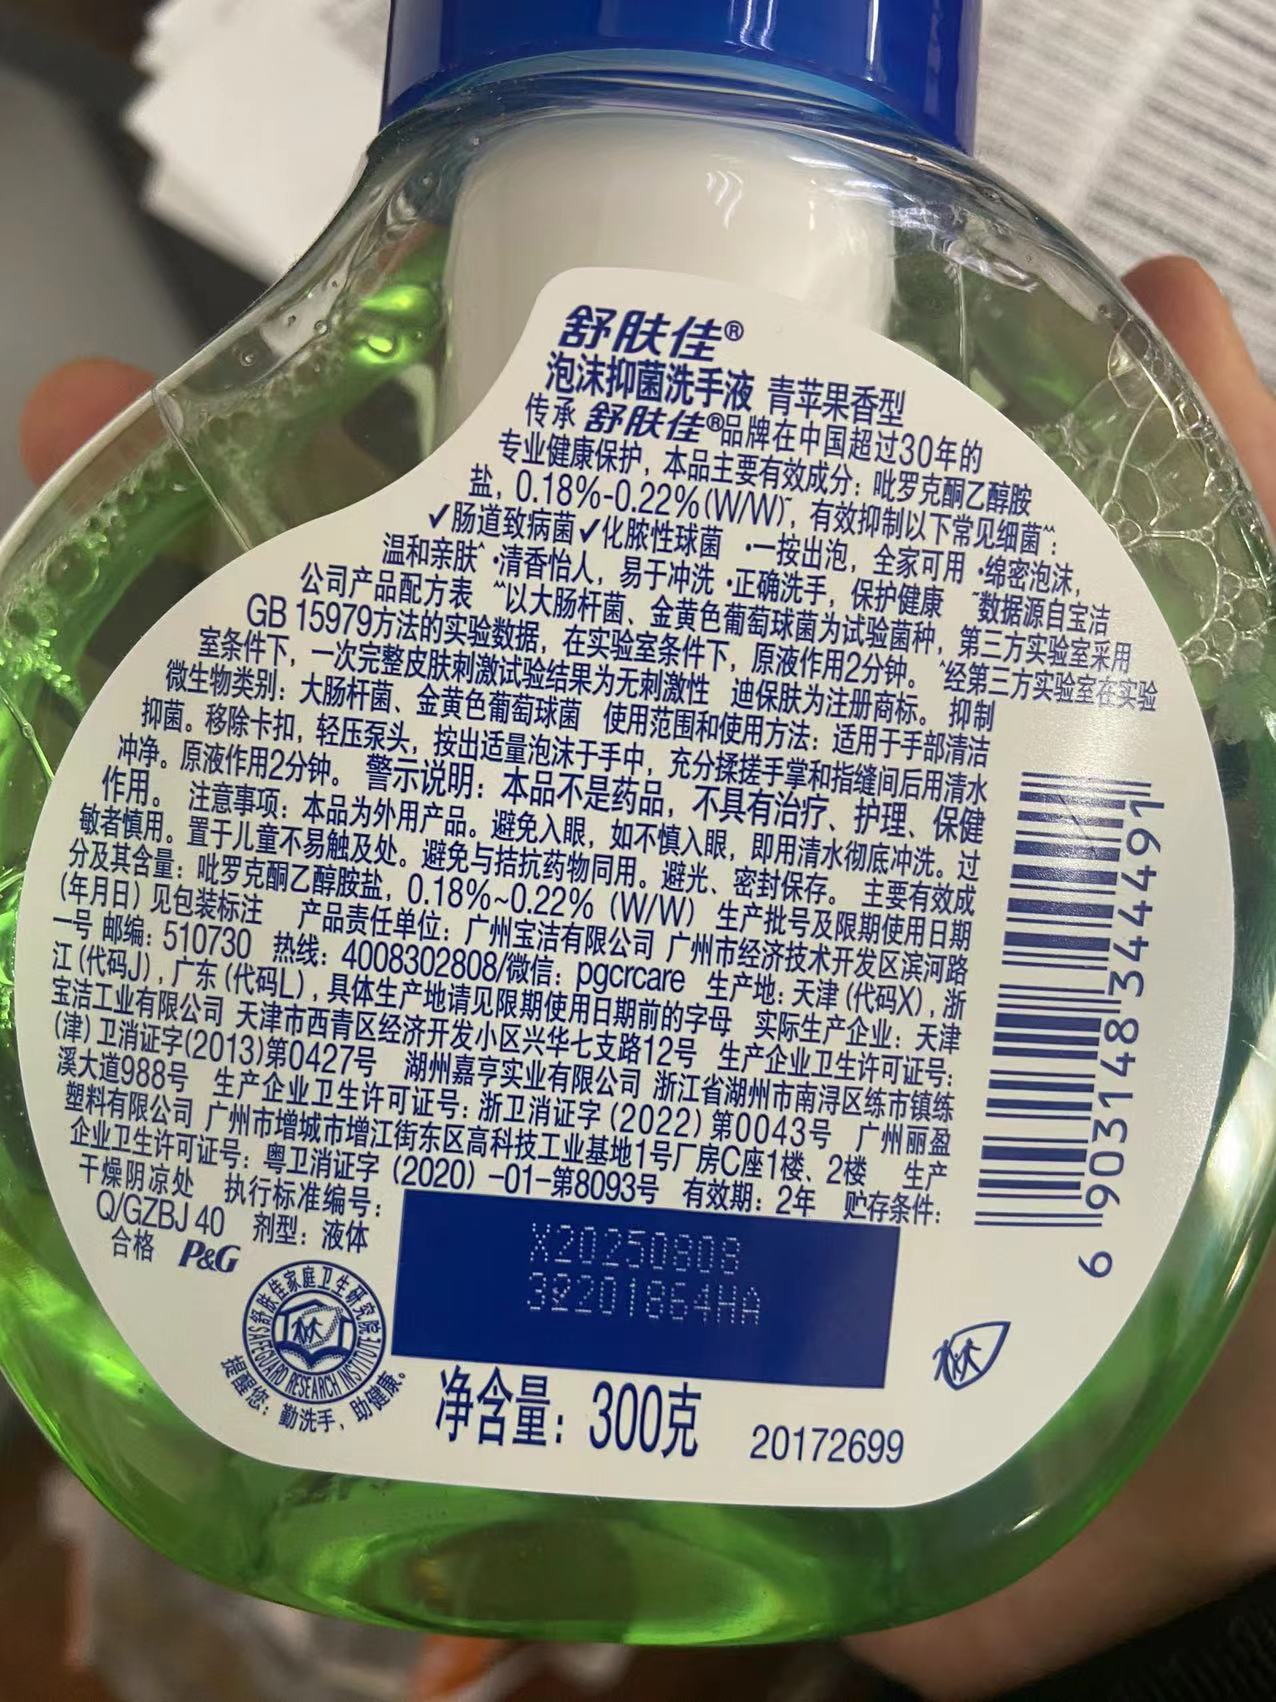 舒肤佳®
泡沫抑菌洗手液 青苹果香型
传承 舒肤佳®品牌在中国超过30年的
专业健康保护，本品主要有效成分：吡罗克酮乙醇胺
盐，0.18%-0.22%(W/W)~，有效抑制以下常见细菌^^：
✓肠道致病菌✓化脓性球菌 •一按出泡，全家可用 •绵密泡沫，
温和亲肤^ •清香怡人，易于冲洗 •正确洗手，保护健康 ~数据源自宝洁
公司产品配方表 ^^以大肠杆菌、金黄色葡萄球菌为试验菌种，第三方实验室采用
GB 15979方法的实验数据，在实验室条件下，原液作用2分钟。 ^经第三方实验室在实验
室条件下，一次完整皮肤刺激试验结果为无刺激性 迪保肤为注册商标。 抑制
微生物类别：大肠杆菌、金黄色葡萄球菌 使用范围和使用方法：适用于手部清洁
抑菌。移除卡扣，轻压泵头，按出适量泡沫于手中，充分揉搓手掌和指缝间后用清水
冲净。原液作用2分钟。 警示说明：本品不是药品，不具有治疗、护理、保健
作用。 注意事项：本品为外用产品。避免入眼，如不慎入眼，即用清水彻底冲洗。过
敏者慎用。置于儿童不易触及处。避免与拮抗药物同用。避光、密封保存。 主要有效成
分及其含量：吡罗克酮乙醇胺盐，0.18%~0.22% (W/W) 生产批号及限期使用日期
(年月日) 见包装标注 产品责任单位：广州宝洁有限公司 广州市经济技术开发区滨河路
一号 邮编：510730 热线：4008302808/微信：pgcrcare 生产地：天津 (代码X)，浙
江 (代码J)，广东 (代码L)，具体生产地请见限期使用日期前的字母 实际生产企业：天津
宝洁工业有限公司 天津市西青区经济开发小区兴华七支路12号 生产企业卫生许可证号：
(津) 卫消证字(2013)第0427号 湖州嘉亨实业有限公司 浙江省湖州市南浔区练市镇练
溪大道988号 生产企业卫生许可证号：浙卫消证字 (2022) 第0043号 广州丽盈
塑料有限公司 广州市增城市增江街东区高科技工业基地1号厂房C座1楼、2楼 生产
企业卫生许可证号：粤卫消证字 (2020) -01-第8093号 有效期：2年 贮存条件：
干燥阴凉处 执行标准编号：
Q/GZBJ 40 剂型：液体
合格 P&G
舒肤佳家庭卫生研究院
SAFEGUARD RESEARCH INSTITUTE
提醒您：勤洗手，助健康。
X20250808
32201864HA
净含量：300克
20172699
6 903148 344491